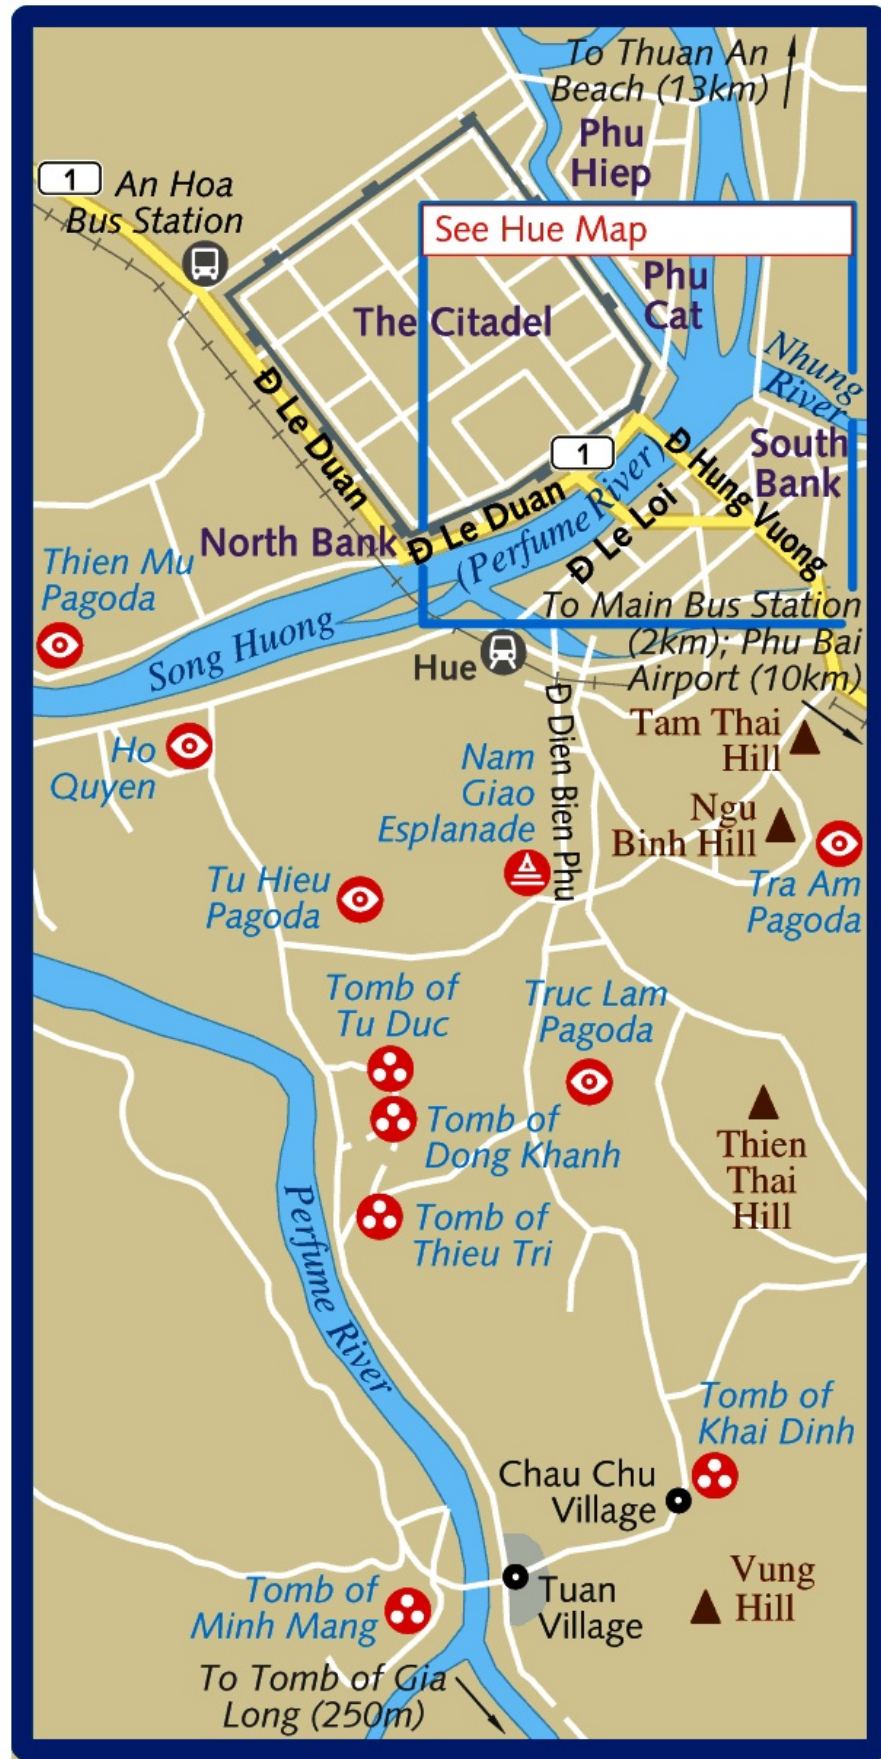 To Thuan An
Beach (13km)
Phu
Hiep
1
An Hoa
Bus Station
See Hue Map
Phu
Cat
The Citadel
Nhung
River
Đ Le Duan
1
South
Bank
Đ Hung Vuong
North Bank
Đ Le Duan
(Perfume River)
Đ Le Loi
Thien Mu
Pagoda
Song Huong
To Main Bus Station
(2km); Phu Bai
Airport (10km)
Hue
Đ Dien Bien Phu
Tam Thai
Hill
Ho
Quyen
Nam
Giao
Esplanade
Ngu
Binh Hill
Tu Hieu
Pagoda
Tra Am
Pagoda
Tomb of
Tu Duc
Truc Lam
Pagoda
Tomb of
Dong Khanh
Thien
Thai
Hill
Tomb of
Thieu Tri
Perfume River
Tomb of
Khai Dinh
Chau Chu
Village
Tomb of
Minh Mang
Tuan
Village
Vung
Hill
To Tomb of Gia
Long (250m)